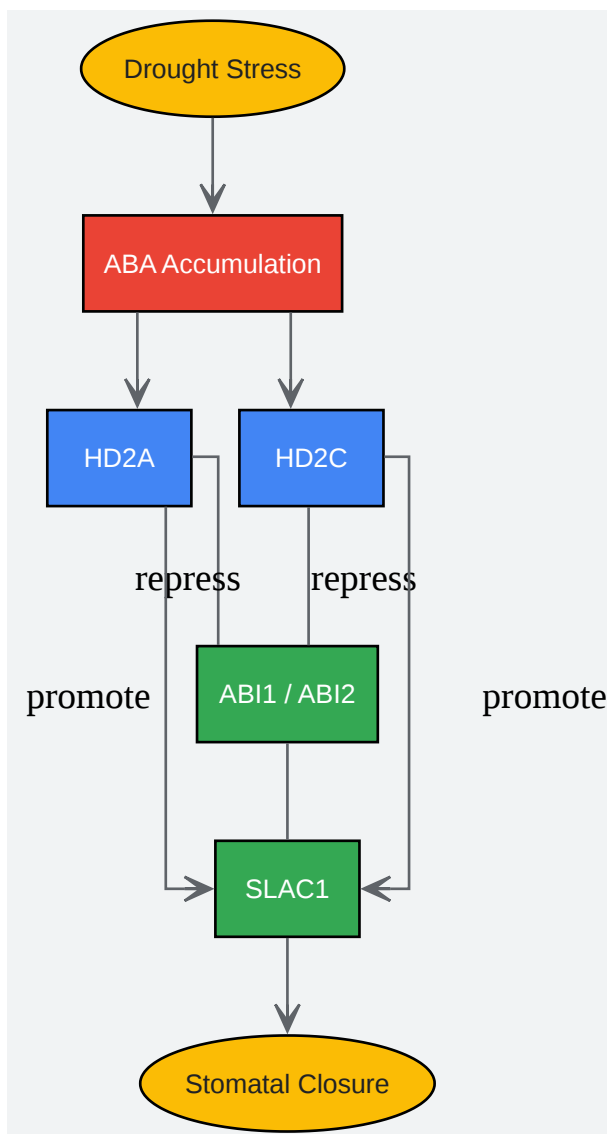 Drought Stress
ABA Accumulation
HD2A
HD2C
repress
repress
ABI1 / ABI2
promote
promote
SLAC1
Stomatal Closure